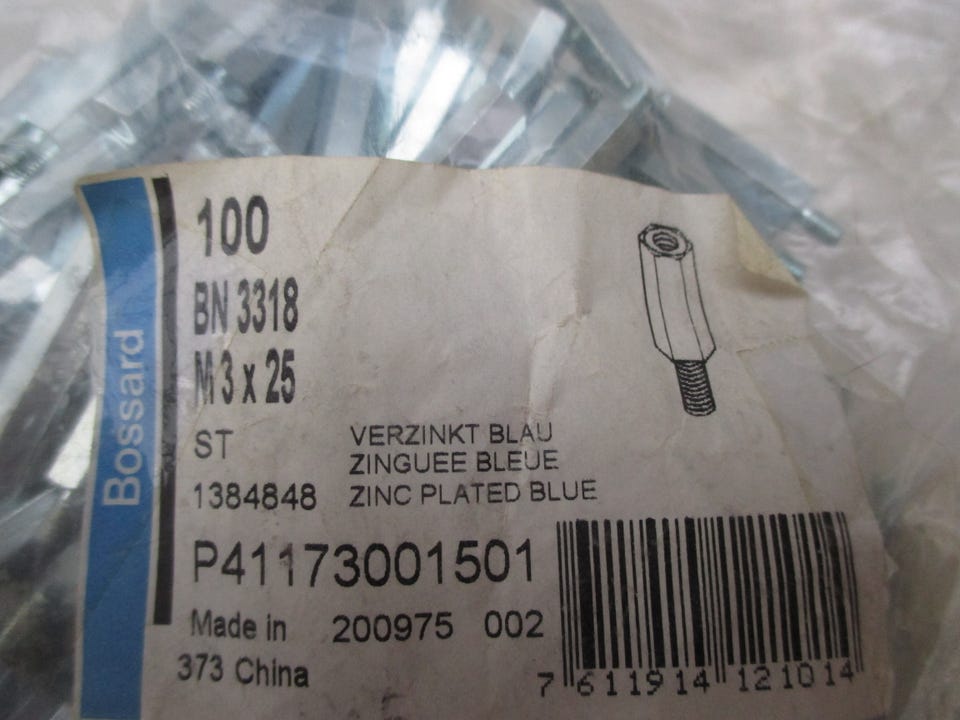 Bossard
100
BN 3318
M 3 x 25
ST
VERZINKT BLAU
ZINGUEE BLEUE
1384848 ZINC PLATED BLUE
P41173001501
Made in 200975 002
373 China
7 611914 121014